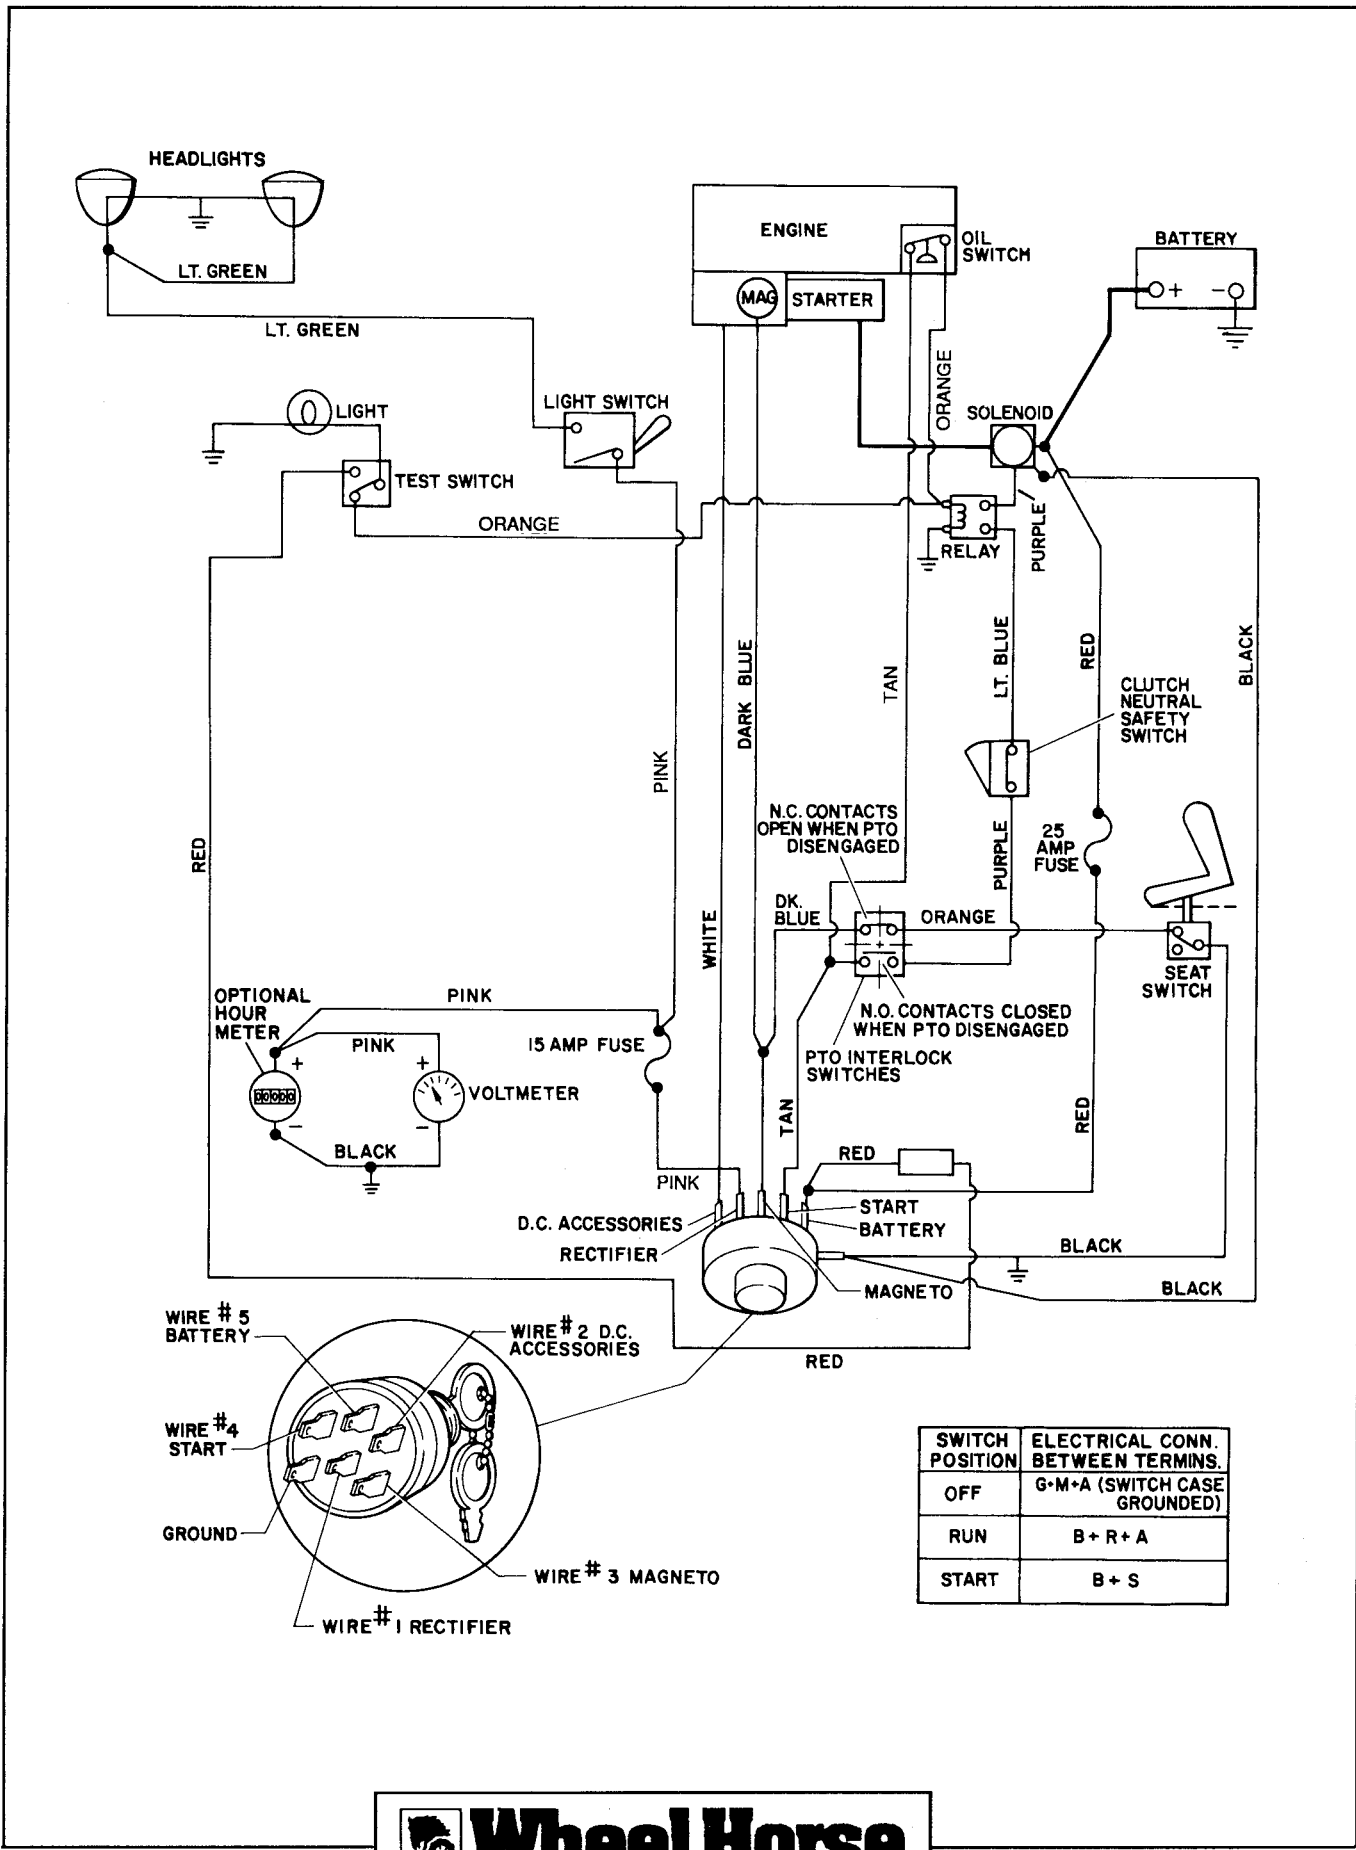 HEADLIGHTS
LT. GREEN
LT. GREEN
ENGINE
OIL
SWITCH
MAG
STARTER
BATTERY
+
-
ORANGE
LIGHT
LIGHT SWITCH
SOLENOID
TEST SWITCH
ORANGE
RELAY
PURPLE
LT. BLUE
RED
BLACK
TAN
DARK BLUE
PINK
CLUTCH
NEUTRAL
SAFETY
SWITCH
RED
N.C. CONTACTS
OPEN WHEN PTO
DISENGAGED
PURPLE
25
AMP
FUSE
WHITE
DK.
BLUE
ORANGE
SEAT
SWITCH
OPTIONAL
HOUR
METER
PINK
PINK
+
+
00000
-
-
VOLTMETER
BLACK
15 AMP FUSE
N.O. CONTACTS CLOSED
WHEN PTO DISENGAGED
PTO INTERLOCK
SWITCHES
TAN
RED
RED
PINK
D.C. ACCESSORIES
RECTIFIER
START
BATTERY
MAGNETO
BLACK
BLACK
RED
WIRE # 5
BATTERY
WIRE # 2 D.C.
ACCESSORIES
WIRE #4
START
GROUND
WIRE # 3 MAGNETO
WIRE # 1 RECTIFIER
SWITCH
POSITION
ELECTRICAL CONN.
BETWEEN TERMINS.
OFF
G+M+A (SWITCH CASE
GROUNDED)
RUN
B+ R+ A
START
B+ S
Wheel Horse